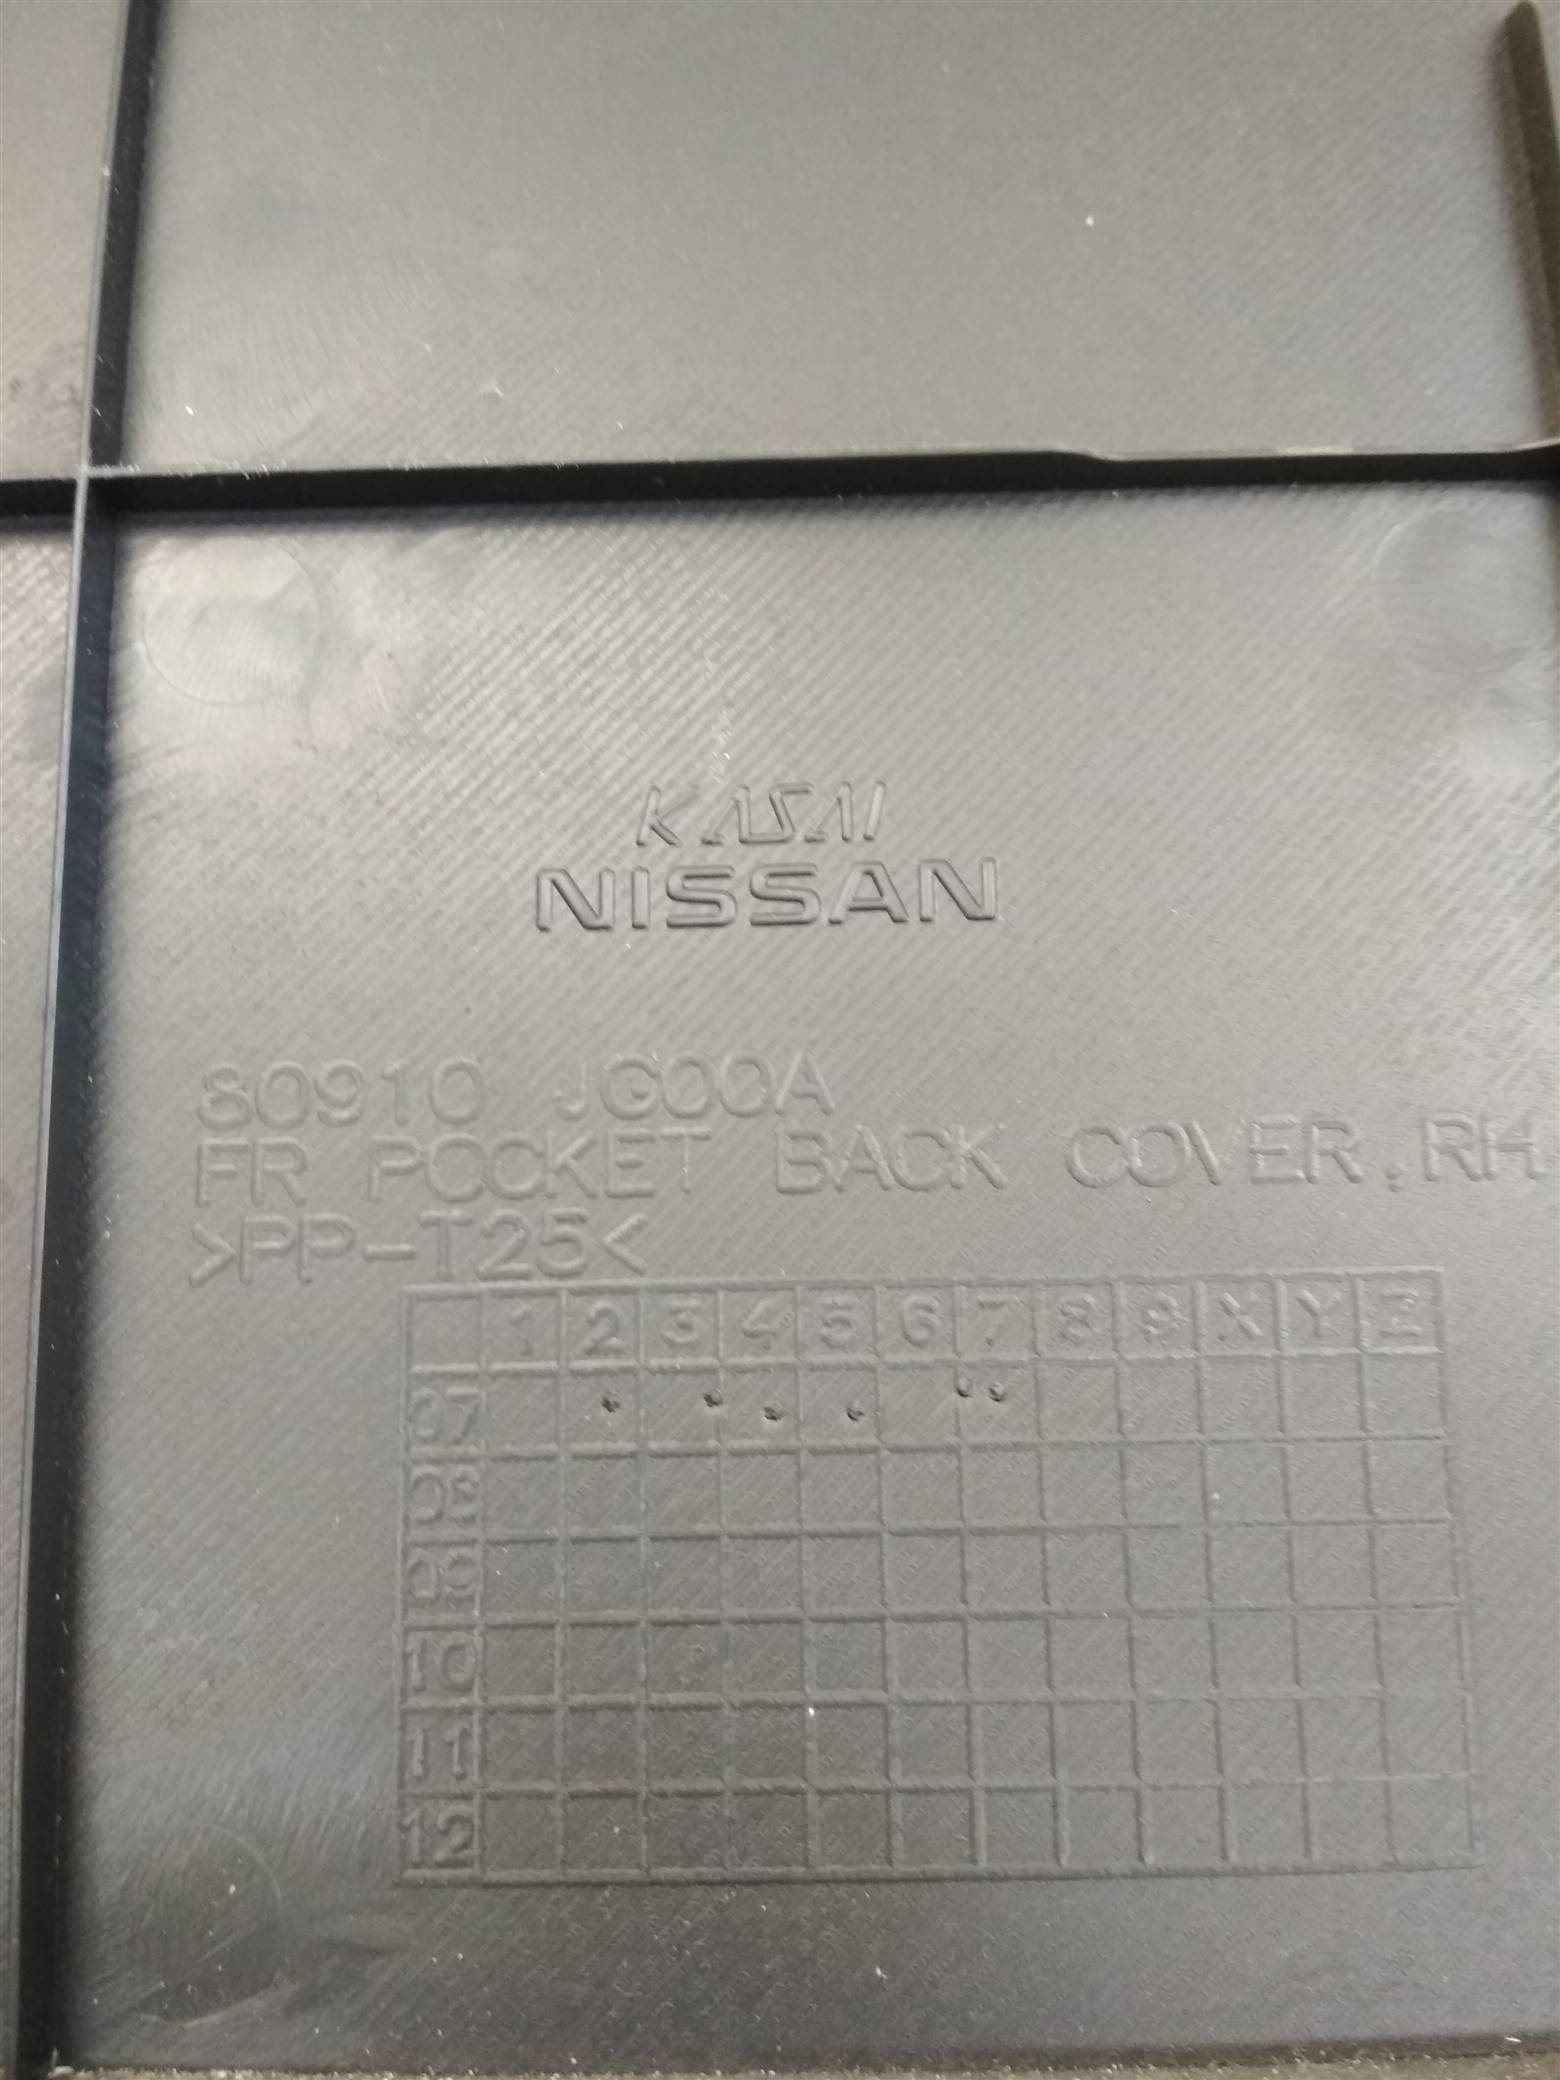 KASAI
NISSAN
80910 JG00A
FR POCKET BACK COVER, RH
>PP-T25<
1 2 3 4 5 6 7 8 9 X Y Z
07
08
09
10
11
12